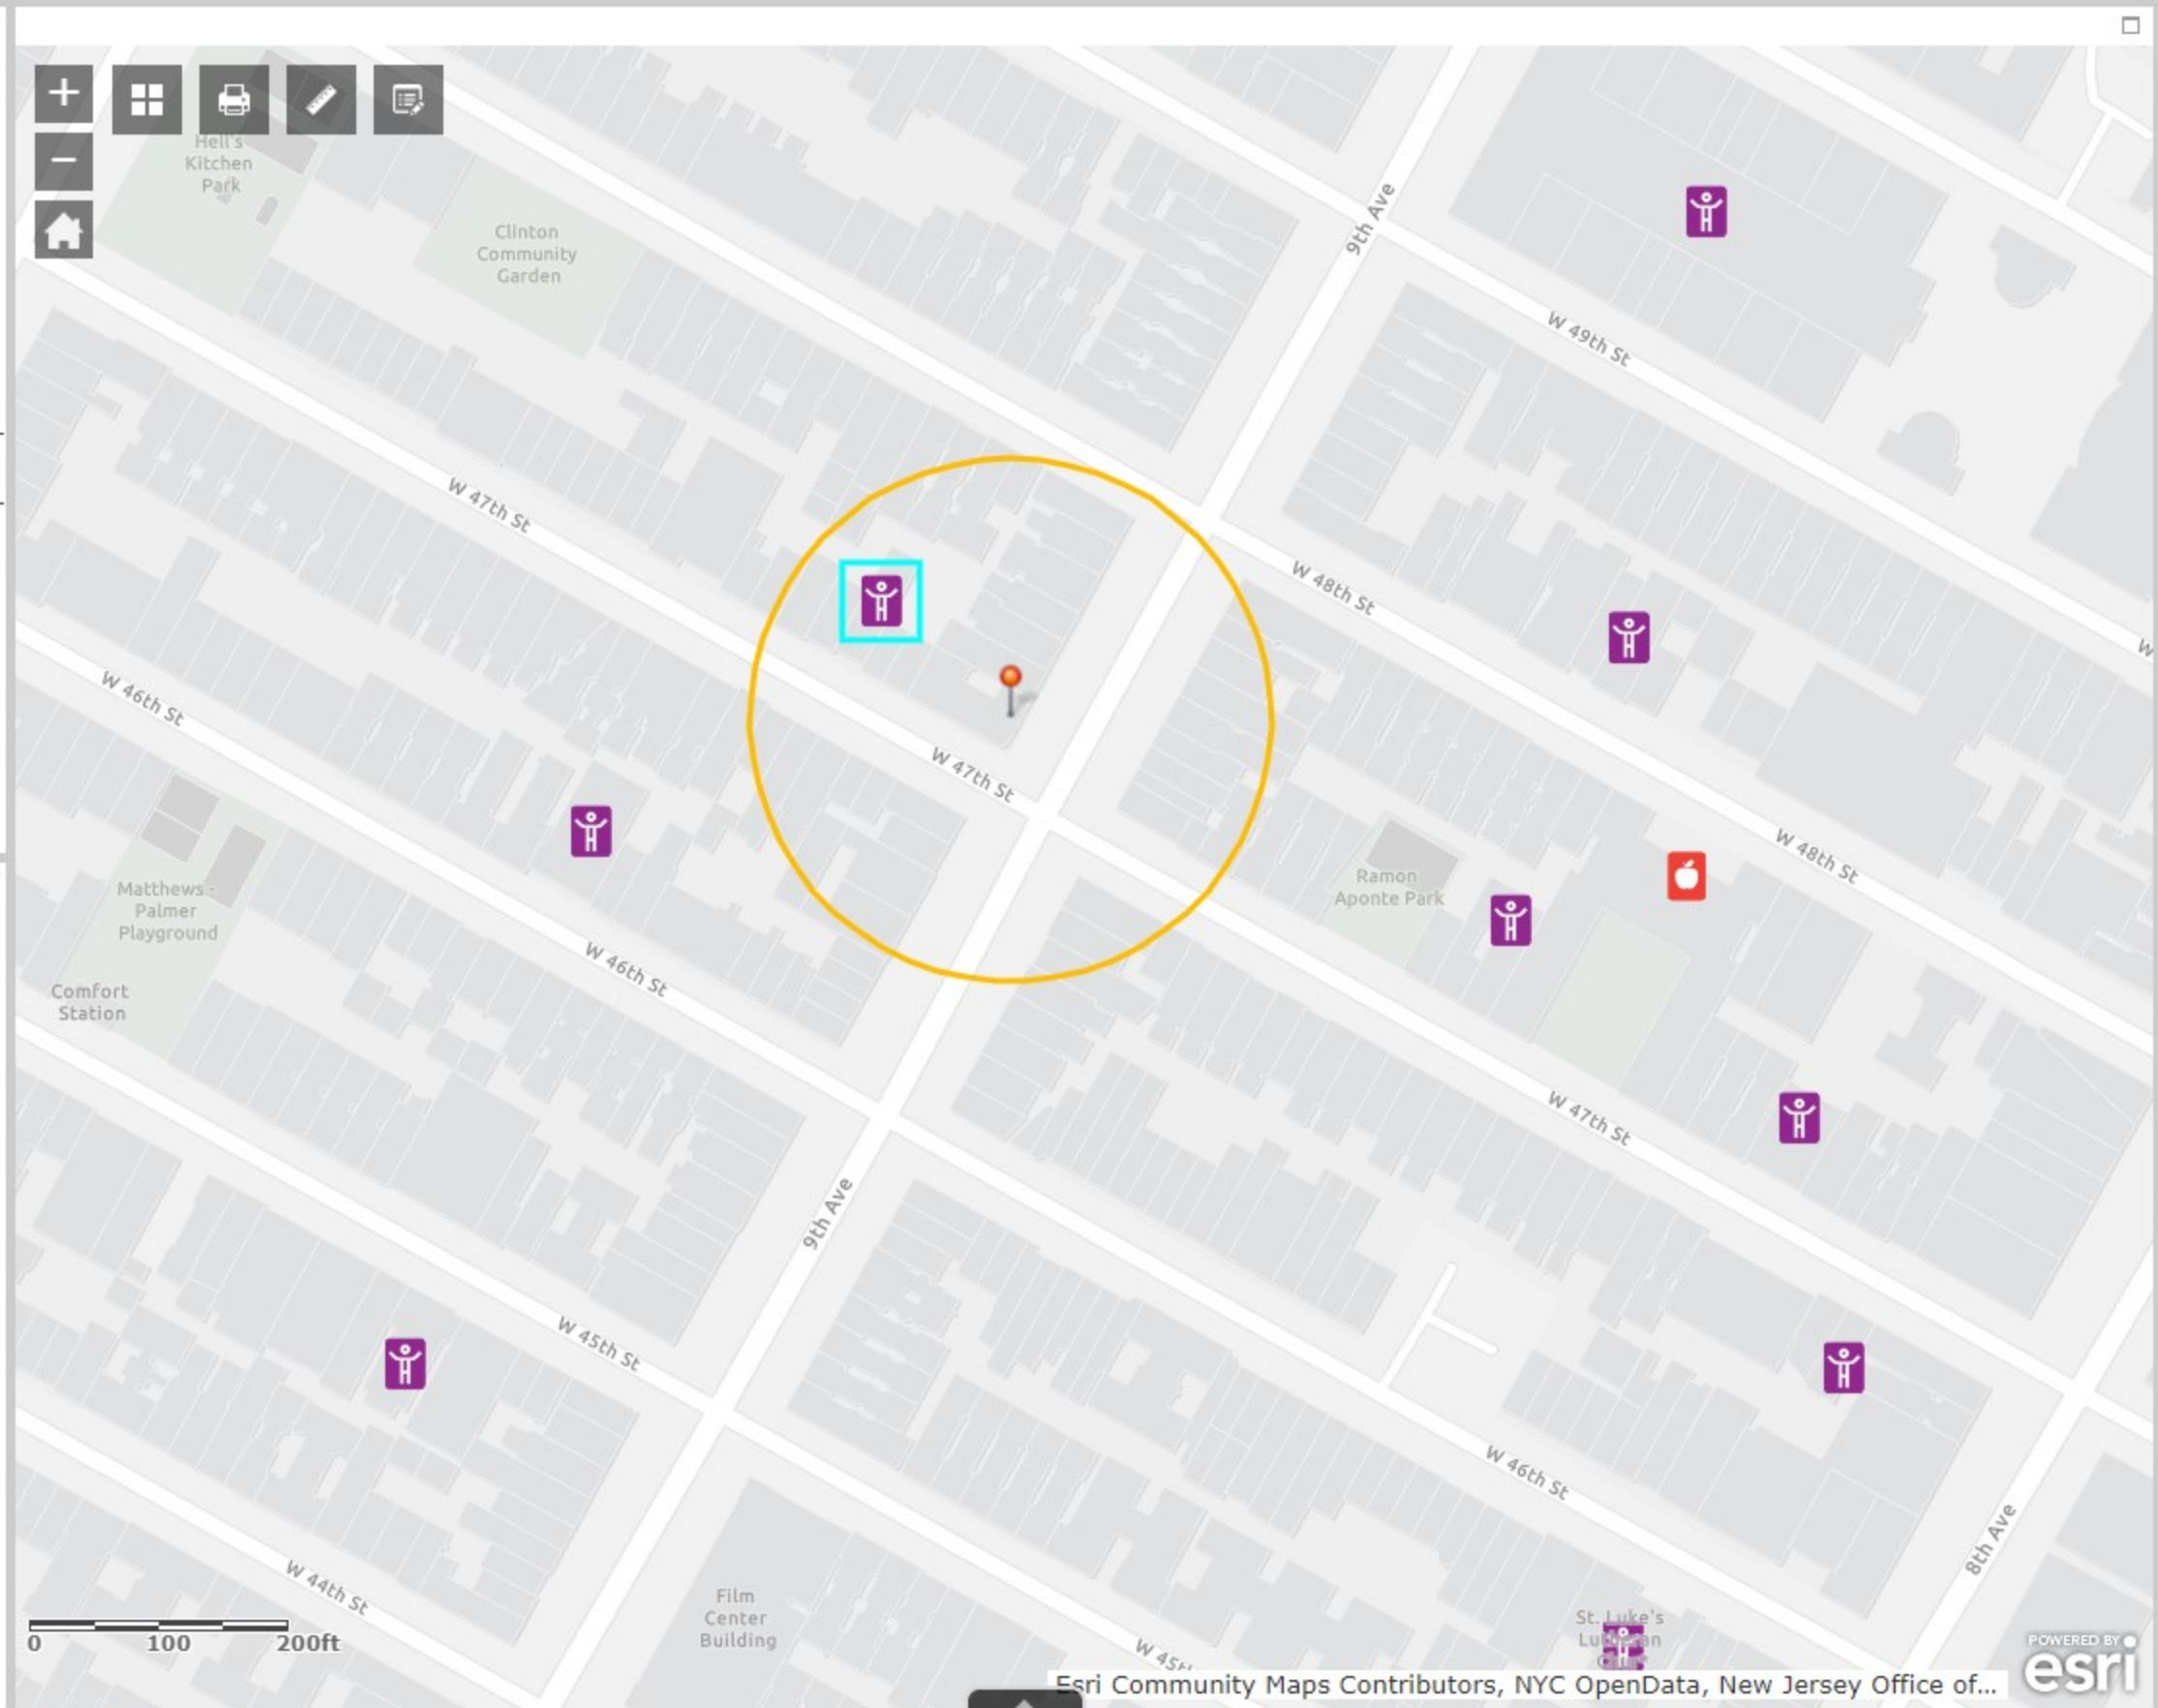 Hell's
Kitchen
Park
Clinton
Community
Garden
9th Ave
W 49th St
W 47th St
W 48th St
W
W 46th St
W 47th St
W 48th St
Ramon
Aponte Park
Matthews -
Palmer
Playground
W 46th St
Comfort
Station
W 47th St
9th Ave
W 45th St
W 46th St
8th Ave
W 44th St
Film
Center
Building
St. Luke's
Lutheran
0 100 200ft
W 45t
POWERED BY
esri
Esri Community Maps Contributors, NYC OpenData, New Jersey Office of...